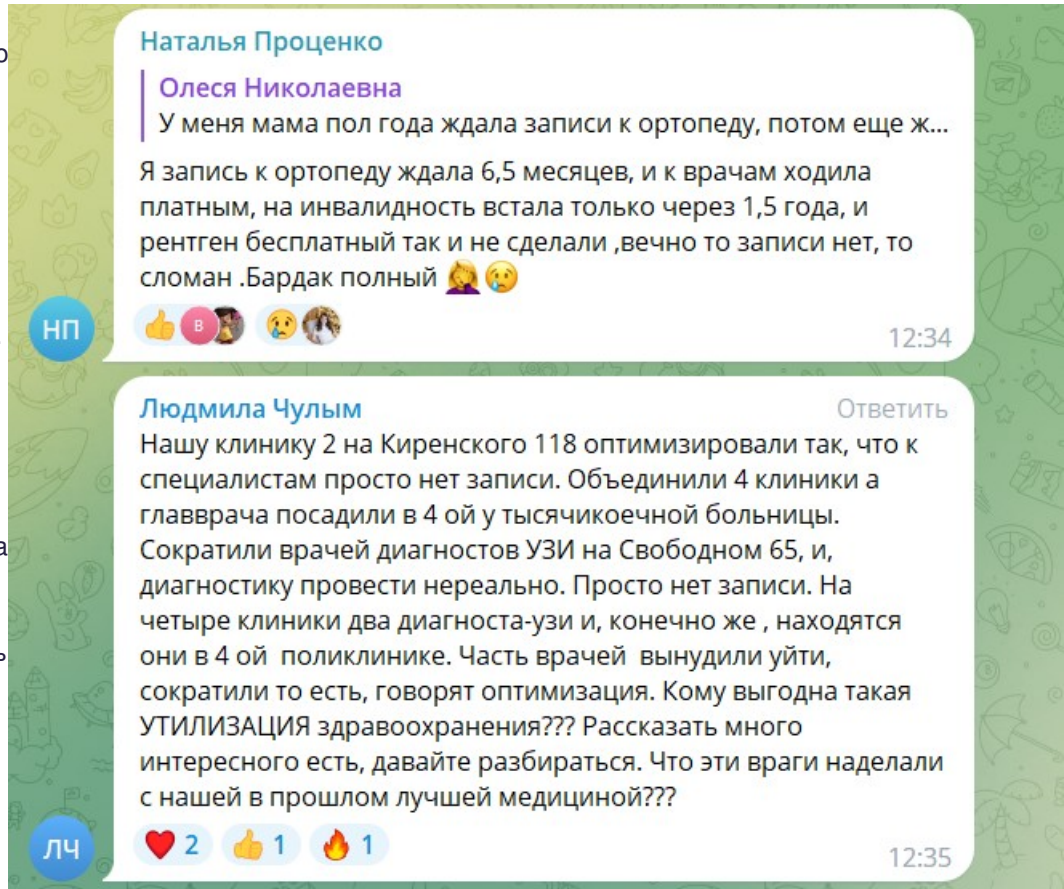 Наталья Проценко
Олеся Николаевна
У меня мама пол года ждала записи к ортопеду, потом еще ж...
Я запись к ортопеду ждала 6,5 месяцев, и к врачам ходила
платным, на инвалидность встала только через 1,5 года, и
рентген бесплатный так и не сделали ,вечно то записи нет, то
сломан .Бардак полный 🤦‍♀️😢
👍 В 😢
НП
12:34
Людмила Чулым
Ответить
Нашу клинику 2 на Киренского 118 оптимизировали так, что к
специалистам просто нет записи. Объединили 4 клиники а
главврача посадили в 4 ой у тысячикоечной больницы.
Сократили врачей диагностов УЗИ на Свободном 65, и,
диагностику провести нереально. Просто нет записи. На
четыре клиники два диагноста-узи и, конечно же , находятся
они в 4 ой  поликлинике. Часть врачей  вынудили уйти,
сократили то есть, говорят оптимизация. Кому выгодна такая
УТИЛИЗАЦИЯ здравоохранения??? Рассказать много
интересного есть, давайте разбираться. Что эти враги наделали
с нашей в прошлом лучшей медициной???
ЛЧ
❤️ 2 👍 1 🔥 1
12:35